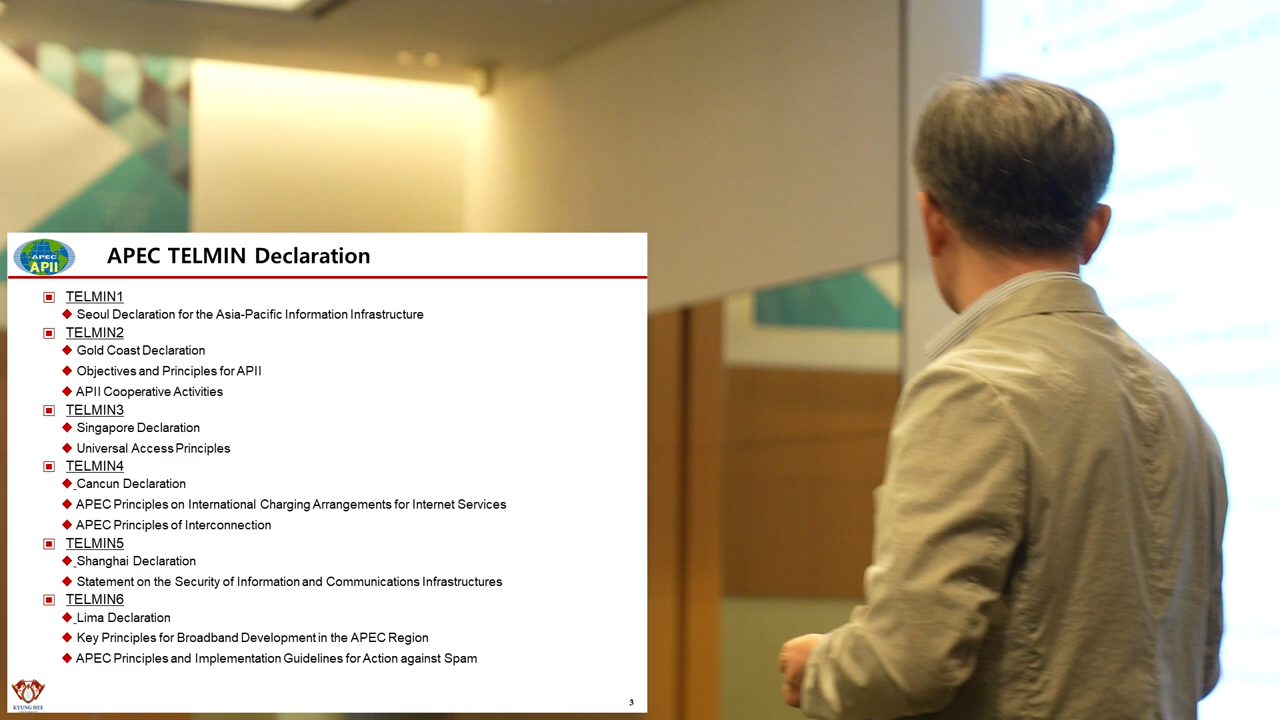 APEC
APII
APEC TELMIN Declaration
TELMIN1
Seoul Declaration for the Asia-Pacific Information Infrastructure
TELMIN2
Gold Coast Declaration
Objectives and Principles for APII
APII Cooperative Activities
TELMIN3
Singapore Declaration
Universal Access Principles
TELMIN4
Cancun Declaration
APEC Principles on International Charging Arrangements for Internet Services
APEC Principles of Interconnection
TELMIN5
Shanghai Declaration
Statement on the Security of Information and Communications Infrastructures
TELMIN6
Lima Declaration
Key Principles for Broadband Development in the APEC Region
APEC Principles and Implementation Guidelines for Action against Spam
KYUNG HEE
3